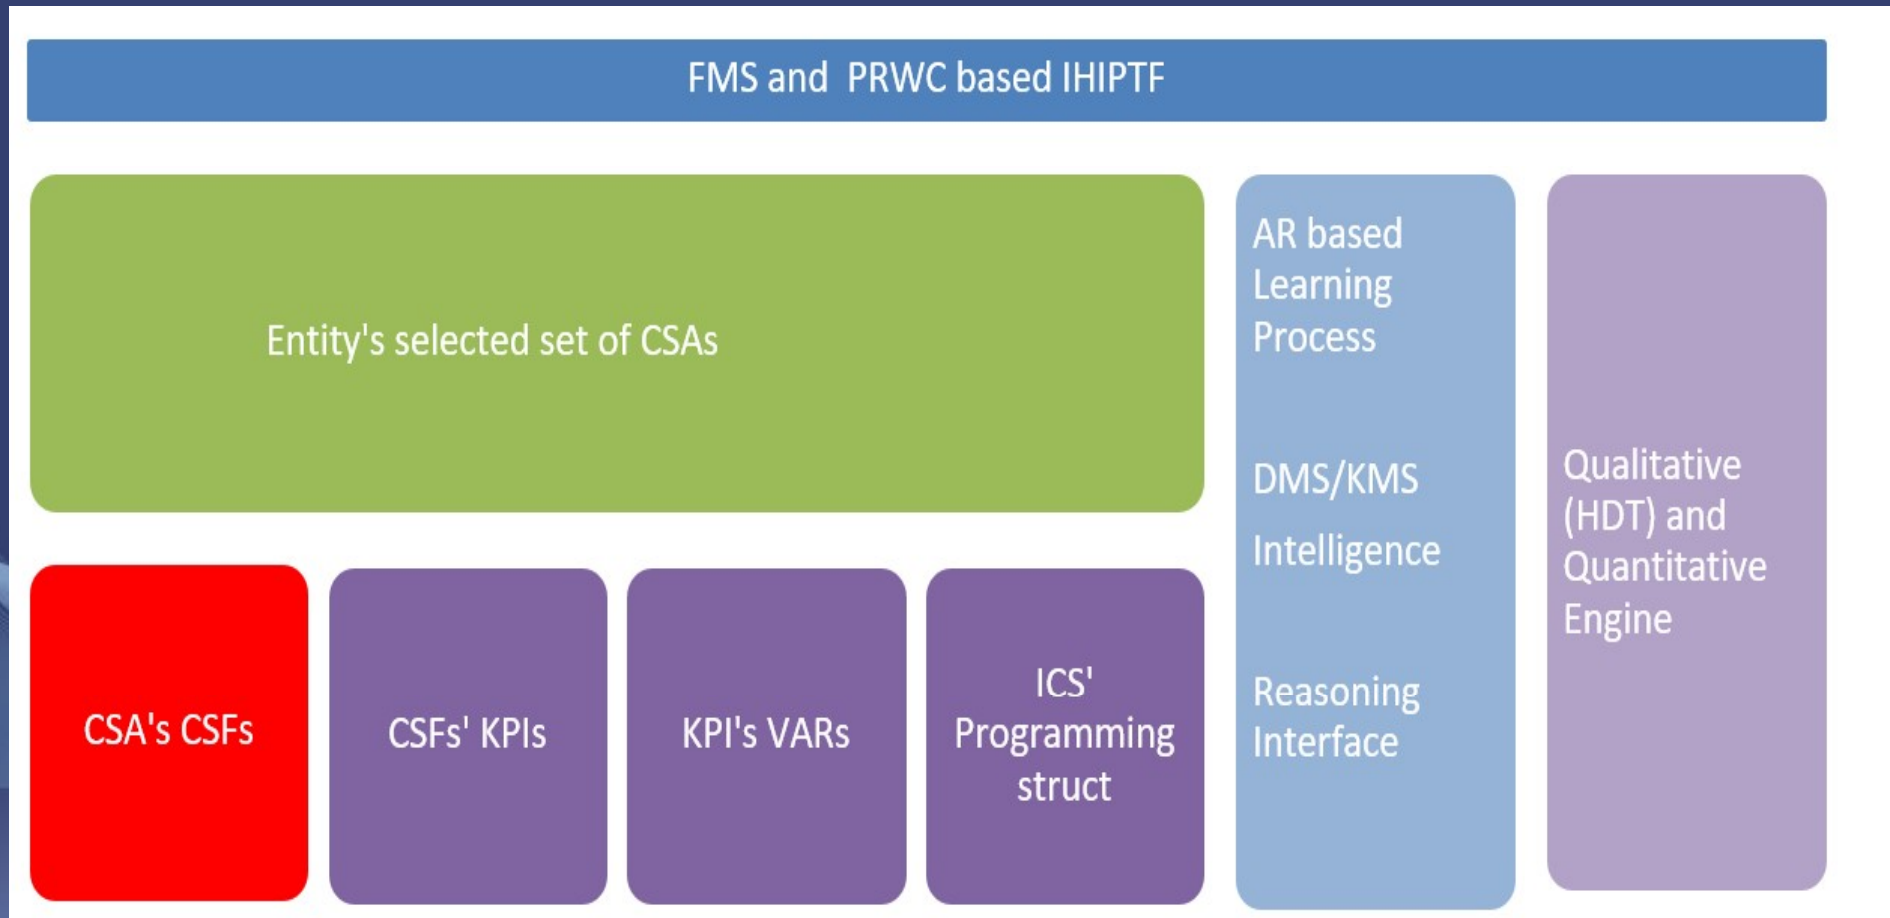 FMS and  PRWC based IHIPTF
Entity's selected set of CSAs
CSA's CSFs
CSFs' KPIs
KPI's VARs
ICS'
Programming
struct
AR based
Learning
Process
DMS/KMS
Intelligence
Reasoning
Interface
Qualitative
(HDT) and
Quantitative
Engine